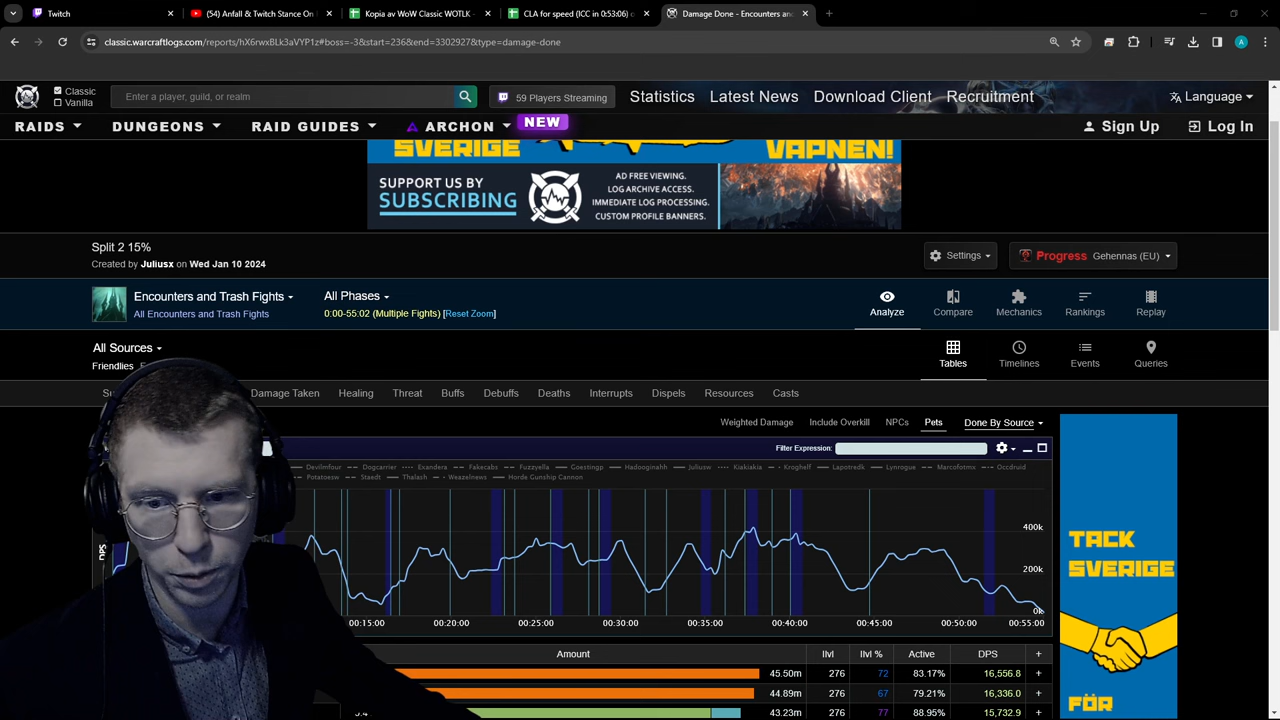 Twitch
(54) Anfall & Twitch Stance On
Kopia av WoW Classic WOTLK
CLA for speed (ICC in 0:53:06) o
Damage Done - Encounters an
classic.warcraftlogs.com/reports/hX6rwxBLk3aVYP1z#boss=-3&start=236&end=3302927&type=damage-done
A
Classic
Vanilla
Enter a player, guild, or realm
59 Players Streaming
Statistics
Latest News
Download Client
Recruitment
Language
RAIDS
DUNGEONS
RAID GUIDES
ARCHON
NEW
Sign Up
Log In
SVERIGE
VAPNEN!
SUPPORT US BY
SUBSCRIBING
AD FREE VIEWING.
LOG ARCHIVE ACCESS.
IMMEDIATE LOG PROCESSING.
CUSTOM PROFILE BANNERS.
Split 2 15%
Created by Juliusx on Wed Jan 10 2024
Settings
Progress Gehennas (EU)
Encounters and Trash Fights
All Encounters and Trash Fights
All Phases
0:00-55:02 (Multiple Fights) [Reset Zoom]
Analyze
Compare
Mechanics
Rankings
Replay
All Sources
Friendlies
Tables
Timelines
Events
Queries
Damage Taken
Healing
Threat
Buffs
Debuffs
Deaths
Interrupts
Dispels
Resources
Casts
Weighted Damage
Include Overkill
NPCs
Pets
Done By Source
Filter Expression:
Devilmfour Dogcarrier Exandera Fakecabs Fuzzyella Goestingp Hadooginahh Juliusw Kiakiakia Kroghelf Lapotredk Lynrogue Marcofotms Occdruid
Potatoesw Staedt Thalash Weazelnews Horde Gunship Cannon
DPS
400k
200k
0k
00:15:00
00:20:00
00:25:00
00:30:00
00:35:00
00:40:00
00:45:00
00:50:00
00:55:00
Amount
Ilvl
Ilvl %
Active
DPS
+
45.50m
276
72
83.17%
16,556.8
+
44.89m
276
67
79.21%
16,336.0
+
43.23m
276
77
88.95%
15,732.9
+
TACK
SVERIGE
FÖR